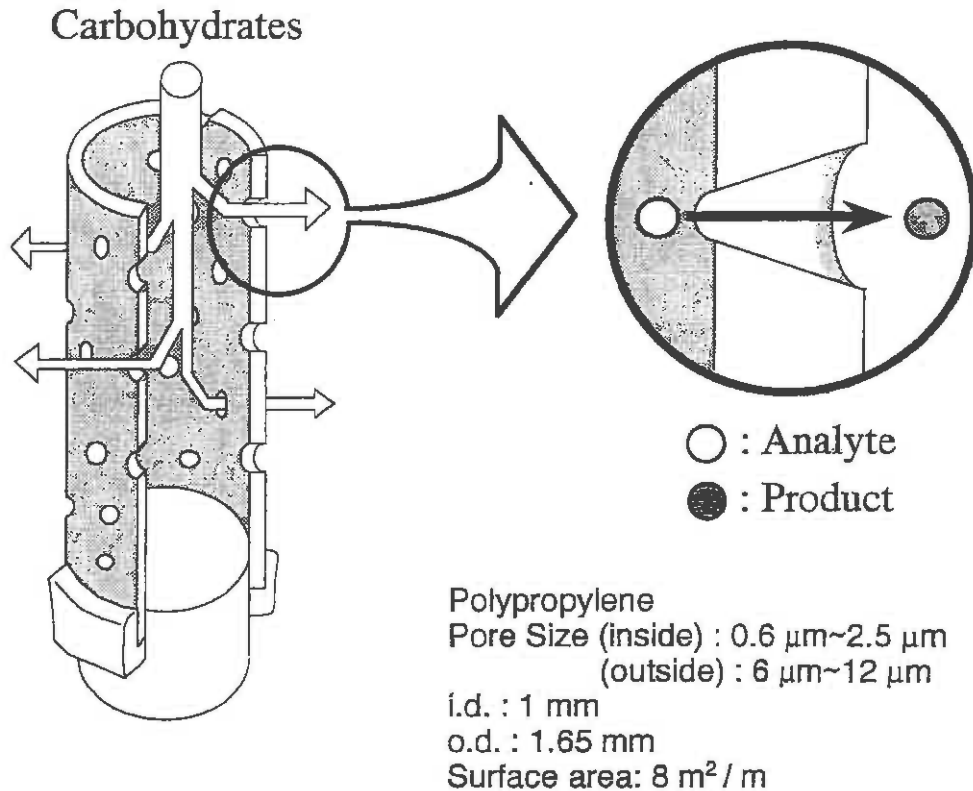 Carbohydrates
: Analyte
: Product
Polypropylene
Pore Size (inside) : 0.6 μm~2.5 μm
(outside) : 6 μm~12 μm
i.d. : 1 mm
o.d. : 1.65 mm
Surface area: 8 m² / m